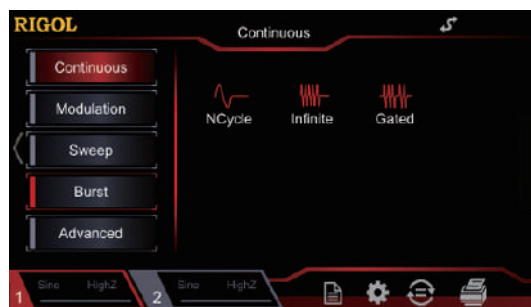 RIGOL
Continuous
Continuous
Modulation
Sweep
Burst
Advanced
NCycle Infinite Gated
1 Sine HighZ 2 Sine HighZ